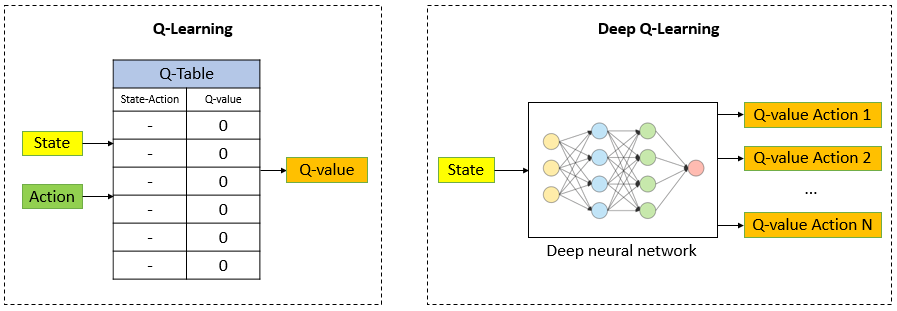 Q-Learning
Q-Table
State-Action Q-value
- 0
- 0
- 0
- 0
- 0
- 0
State
Action
Q-value
Deep Q-Learning
State
Deep neural network
Q-value Action 1
Q-value Action 2
...
Q-value Action N